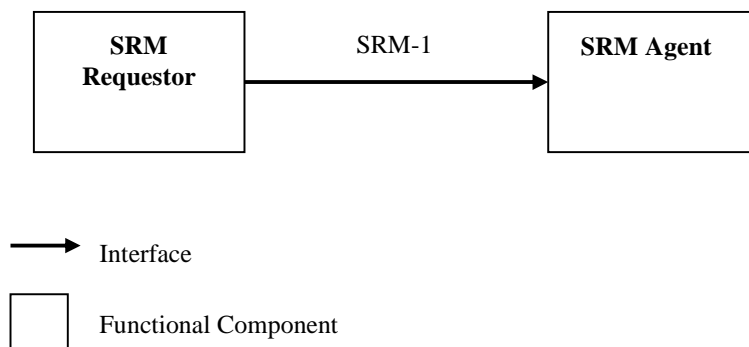 SRM
Requestor
SRM-1
SRM Agent
Interface
Functional Component